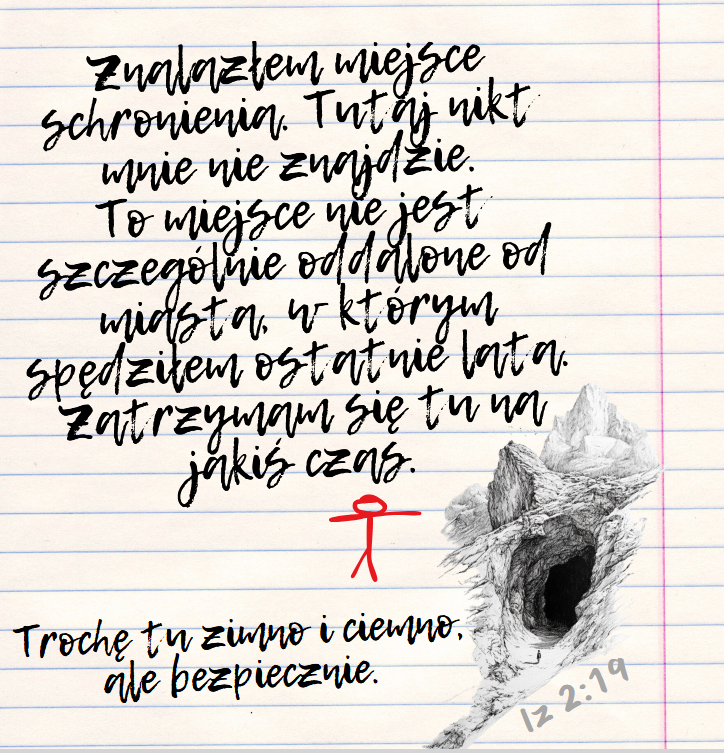 Znalazłem miejsce
schronienia. Tutaj nikt
mnie nie znajdzie.
To miejsce nie jest
szczególnie oddalone od
miasta, w którym
spędziłem ostatnie lata.
Zatrzymam się tu na
jakiś czas.
Trochę tu zimno i ciemno,
ale bezpiecznie.
Iz 2:19